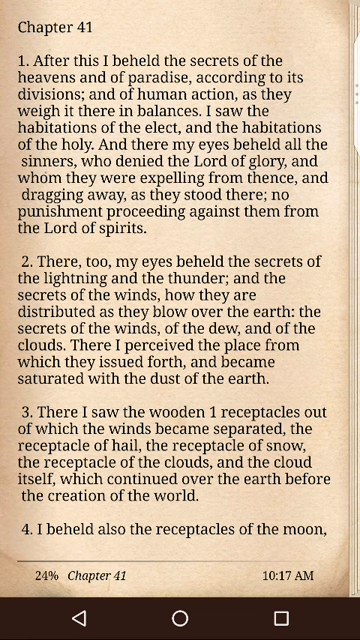 Chapter 41
1. After this I beheld the secrets of the
heavens and of paradise, according to its
divisions; and of human action, as they
weigh it there in balances. I saw the
habitations of the elect, and the habitations
of the holy. And there my eyes beheld all the
sinners, who denied the Lord of glory, and
whom they were expelling from thence, and
dragging away, as they stood there; no
punishment proceeding against them from
the Lord of spirits.
2. There, too, my eyes beheld the secrets of
the lightning and the thunder; and the
secrets of the winds, how they are
distributed as they blow over the earth: the
secrets of the winds, of the dew, and of the
clouds. There I perceived the place from
which they issued forth, and became
saturated with the dust of the earth.
3. There I saw the wooden 1 receptacles out
of which the winds became separated, the
receptacle of hail, the receptacle of snow,
the receptacle of the clouds, and the cloud
itself, which continued over the earth before
the creation of the world.
4. I beheld also the receptacles of the moon,
24% Chapter 41 10:17 AM